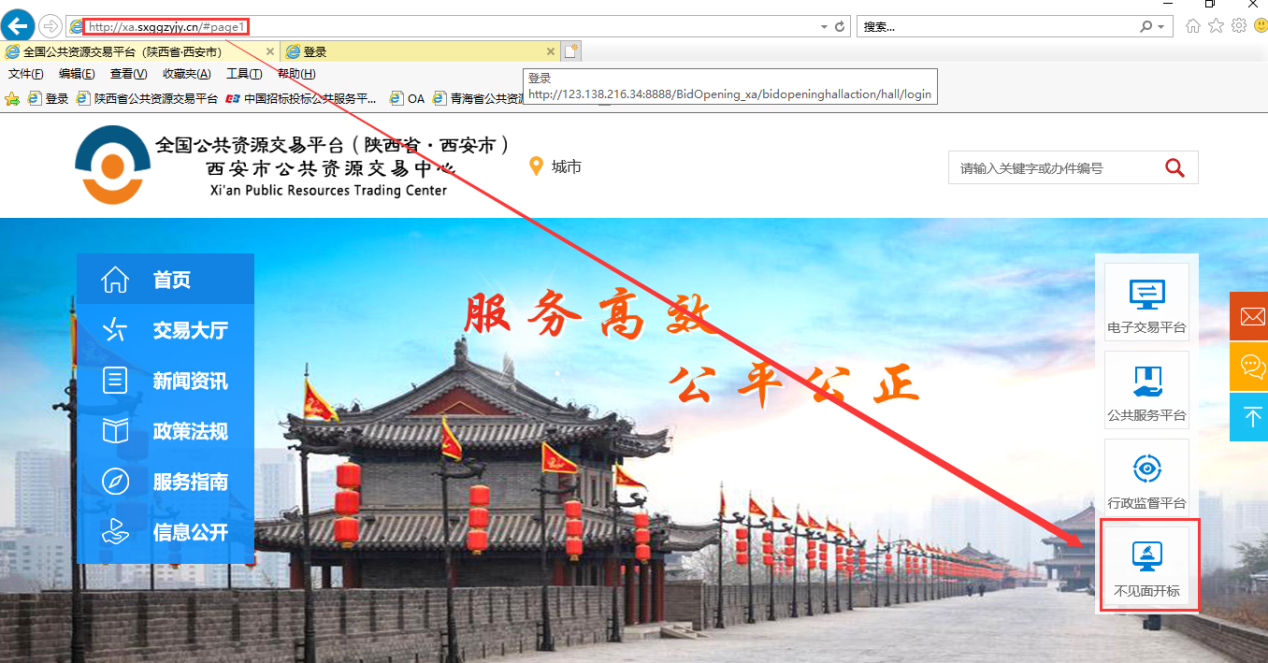 http://xa.sxggzyjy.cn/#page1
搜索...
全国公共资源交易平台（陕西省·西安市）
登录
文件(F) 编辑(E) 查看(V) 收藏夹(A) 工具(T) 帮助(H)
登录
http://123.138.216.34:8888/BidOpening_xa/bidopeninghallaction/hall/login
登录 陕西省公共资源交易平台 中国招标投标公共服务平... OA 青海省公共资源
全国公共资源交易平台（陕西省·西安市）
西安市公共资源交易中心
Xi'an Public Resources Trading Center
城市
请输入关键字或办件编号
首页
交易大厅
新闻资讯
政策法规
服务指南
信息公开
服务高效
公平公正
电子交易平台
公共服务平台
行政监督平台
不见面开标